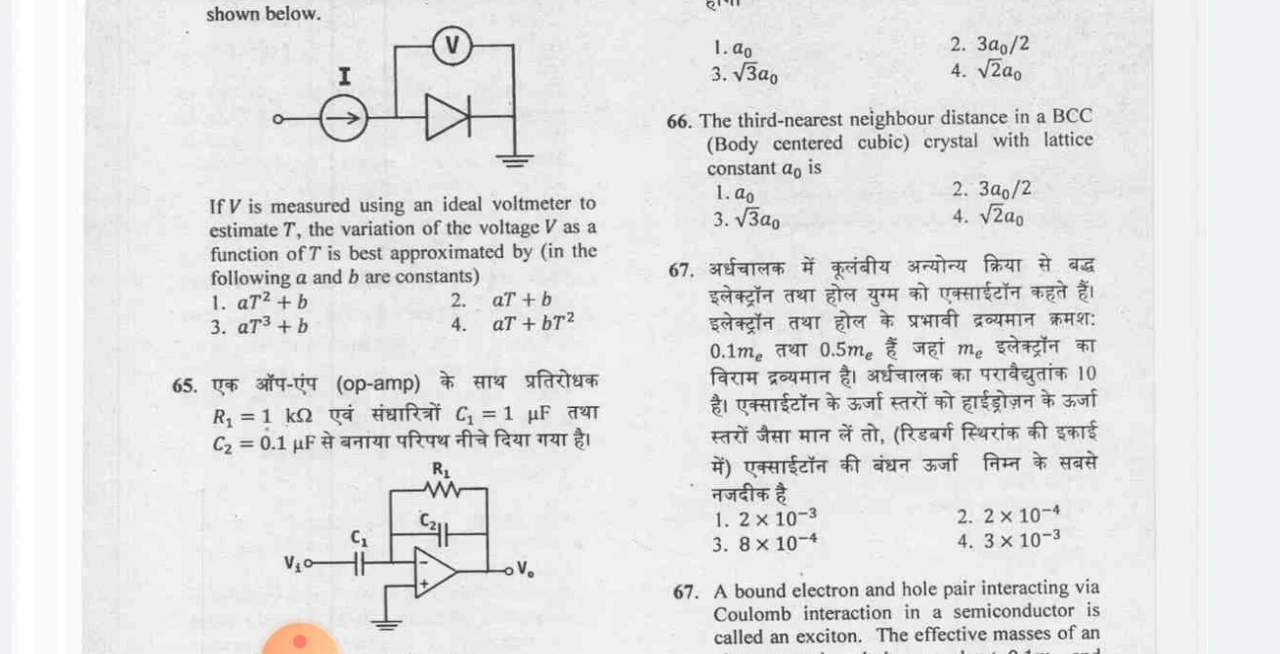 shown below.
V
I
If V is measured using an ideal voltmeter to
estimate T, the variation of the voltage V as a
function of T is best approximated by (in the
following a and b are constants)
1. aT² + b 2. aT + b
3. aT³ + b 4. aT + bT²
65. एक ऑप-एंप (op-amp) के साथ प्रतिरोधक
R₁ = 1 kΩ एवं संधारित्रों C₁ = 1 μF तथा
C₂ = 0.1 μF से बनाया परिपथ नीचे दिया गया है।
R₁
C₂
C₁
Vᵢ
-
+
Vₒ
1. a₀ 2. 3a₀/2
3. √3a₀ 4. √2a₀
66. The third-nearest neighbour distance in a BCC
(Body centered cubic) crystal with lattice
constant a₀ is
1. a₀ 2. 3a₀/2
3. √3a₀ 4. √2a₀
67. अर्धचालक में कूलंबीय अन्योन्य क्रिया से बद्ध
इलेक्ट्रॉन तथा होल युग्म को एक्साईटॉन कहते हैं।
इलेक्ट्रॉन तथा होल के प्रभावी द्रव्यमान क्रमश:
0.1mₑ तथा 0.5mₑ हैं जहां mₑ इलेक्ट्रॉन का
विराम द्रव्यमान है। अर्धचालक का परावैद्युतांक 10
है। एक्साईटॉन के ऊर्जा स्तरों को हाईड्रोज़न के ऊर्जा
स्तरों जैसा मान लें तो, (रिडबर्ग स्थिरांक की इकाई
में) एक्साईटॉन की बंधन ऊर्जा निम्न के सबसे
नजदीक है
1. 2 × 10⁻³ 2. 2 × 10⁻⁴
3. 8 × 10⁻⁴ 4. 3 × 10⁻³
67. A bound electron and hole pair interacting via
Coulomb interaction in a semiconductor is
called an exciton. The effective masses of an